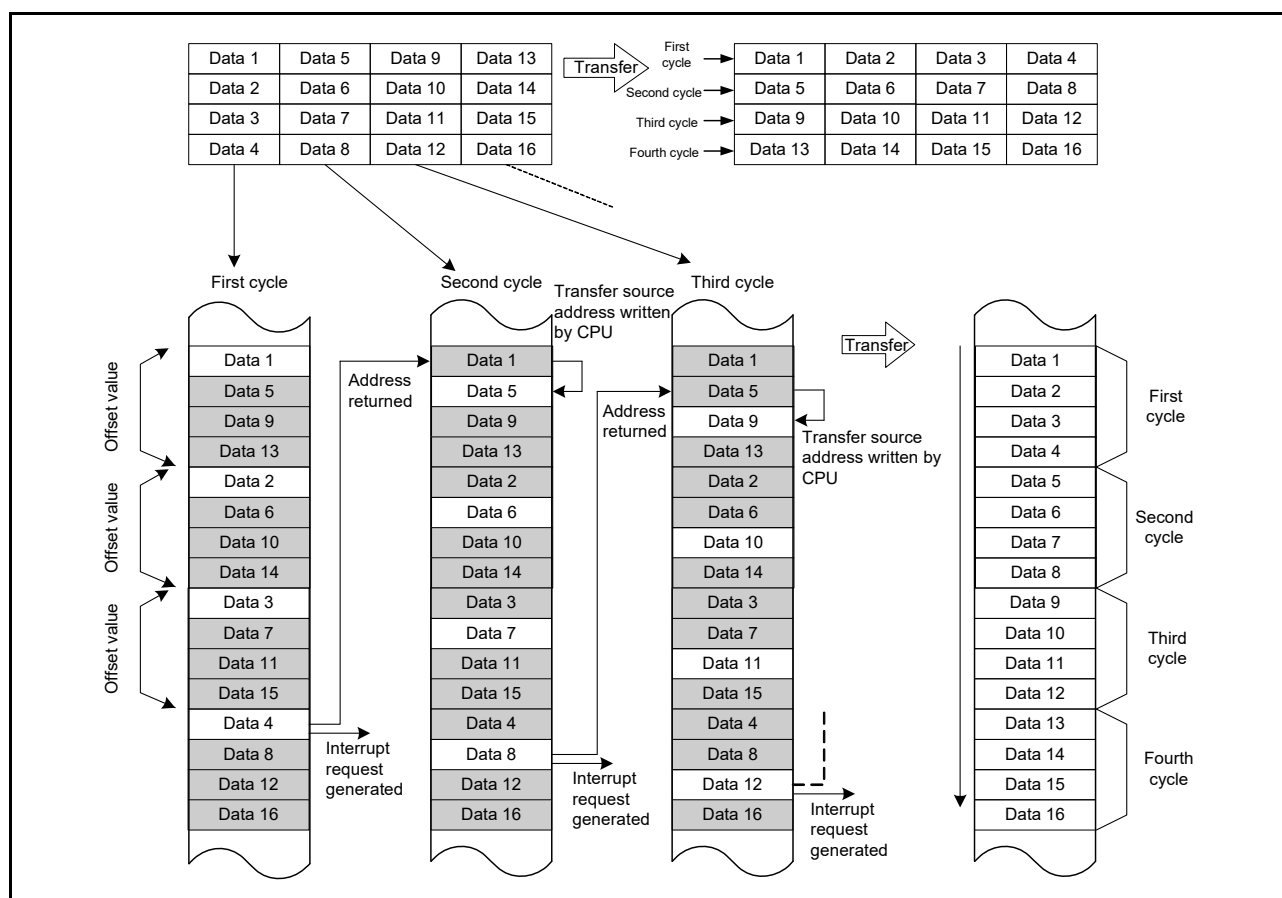 Data 1 Data 5 Data 9 Data 13
Data 2 Data 6 Data 10 Data 14
Data 3 Data 7 Data 11 Data 15
Data 4 Data 8 Data 12 Data 16
Transfer
First
cycle
Second cycle
Third cycle
Fourth cycle
Data 1 Data 2 Data 3 Data 4
Data 5 Data 6 Data 7 Data 8
Data 9 Data 10 Data 11 Data 12
Data 13 Data 14 Data 15 Data 16
First cycle
Offset value
Offset value
Offset value
Data 1
Data 5
Data 9
Data 13
Data 2
Data 6
Data 10
Data 14
Data 3
Data 7
Data 11
Data 15
Data 4
Data 8
Data 12
Data 16
Address
returned
Interrupt
request
generated
Second cycle
Transfer source
address written
by CPU
Data 1
Data 5
Data 9
Data 13
Data 2
Data 6
Data 10
Data 14
Data 3
Data 7
Data 11
Data 15
Data 4
Data 8
Data 12
Data 16
Address
returned
Interrupt
request
generated
Third cycle
Data 1
Data 5
Data 9
Data 13
Data 2
Data 6
Data 10
Data 14
Data 3
Data 7
Data 11
Data 15
Data 4
Data 8
Data 12
Data 16
Transfer source
address written by
CPU
Interrupt
request
generated
Transfer
Data 1
Data 2
Data 3
Data 4
Data 5
Data 6
Data 7
Data 8
Data 9
Data 10
Data 11
Data 12
Data 13
Data 14
Data 15
Data 16
First
cycle
Second
cycle
Third
cycle
Fourth
cycle